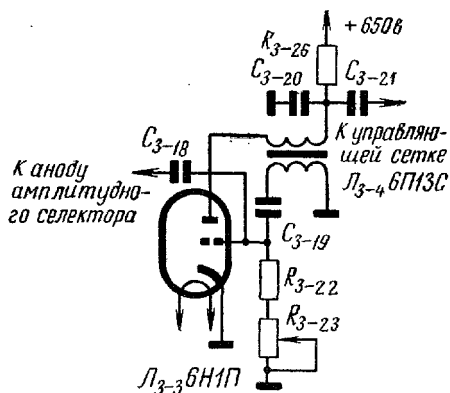 +650в
R3-26
C3-20
C3-21
C3-18
К управляю-
щей сетке
Л3-4 6П13С
К аноду
амплитудно-
го селектора
C3-19
R3-22
R3-23
Л3-3 6Н1П